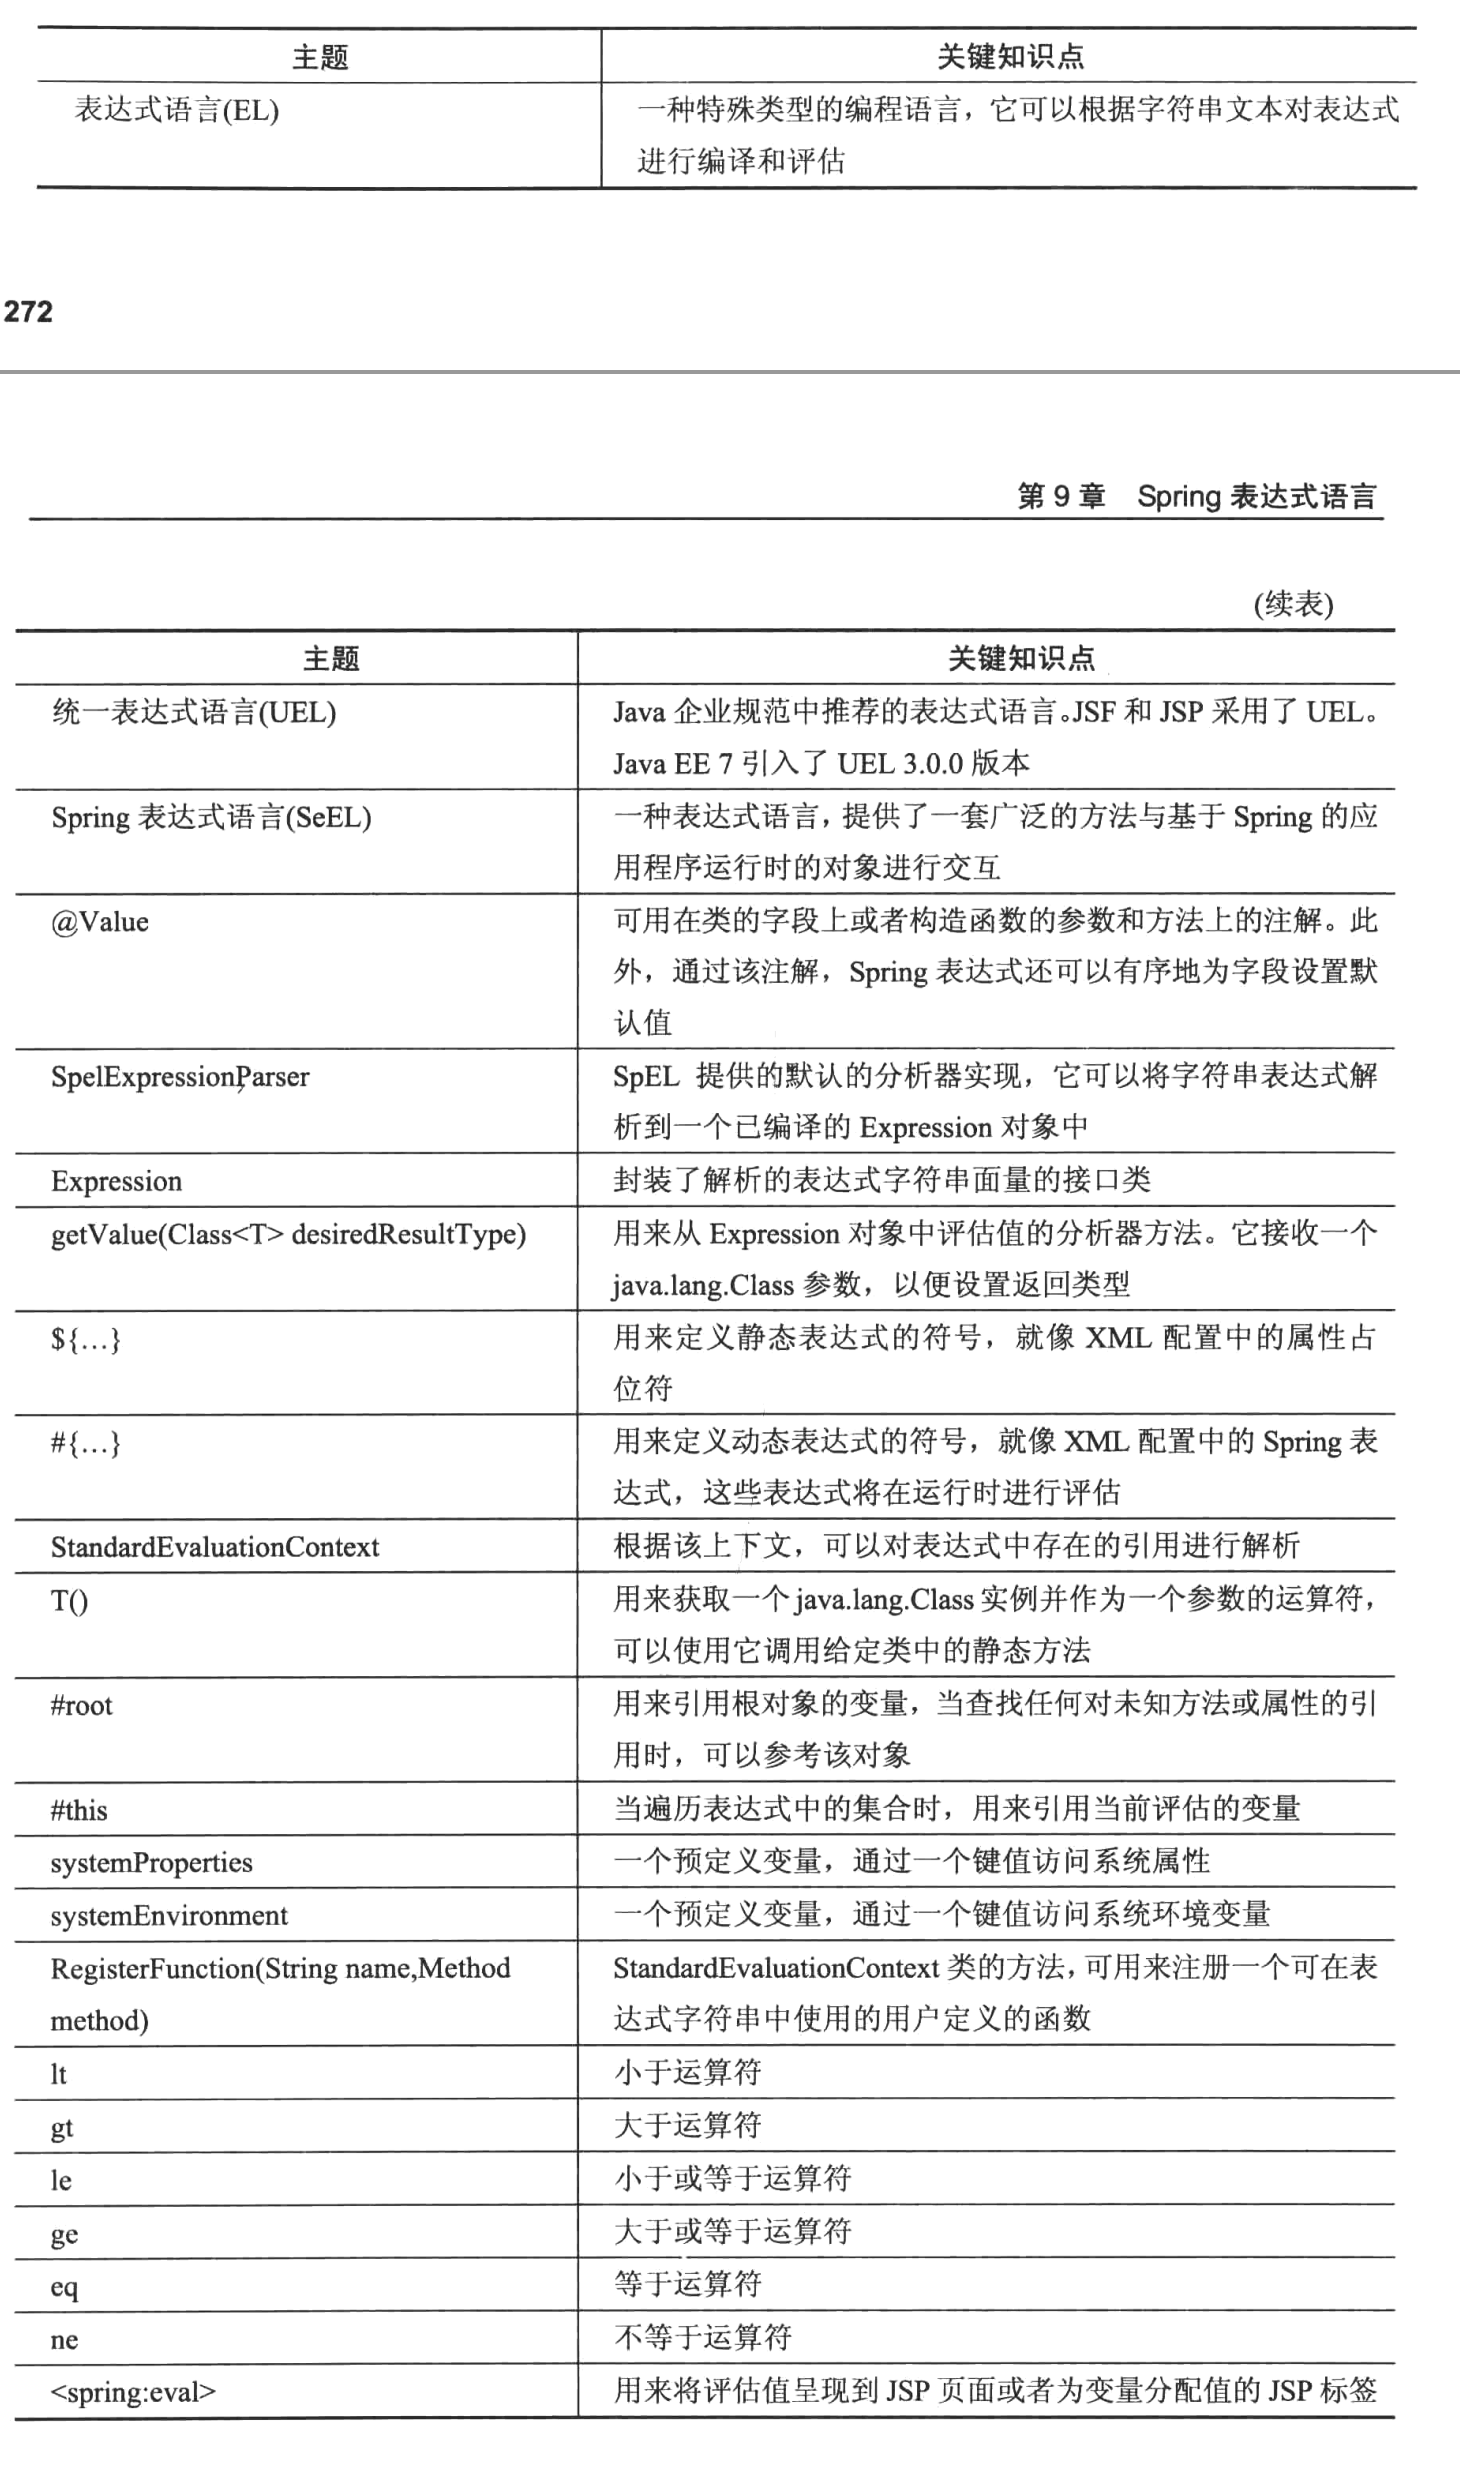 主题 关键知识点
表达式语言(EL) 一种特殊类型的编程语言，它可以根据字符串文本对表达式
进行编译和评估
272
第 9 章 Spring 表达式语言
(续表)
主题 关键知识点
统一表达式语言(UEL) Java 企业规范中推荐的表达式语言。JSF 和 JSP 采用了 UEL。
Java EE 7 引入了 UEL 3.0.0 版本
Spring 表达式语言(SeEL) 一种表达式语言，提供了一套广泛的方法与基于 Spring 的应
用程序运行时的对象进行交互
@Value 可用在类的字段上或者构造函数的参数和方法上的注解。此
外，通过该注解，Spring 表达式还可以有序地为字段设置默
认值
SpelExpressionParser SpEL 提供的默认的分析器实现，它可以将字符串表达式解
析到一个已编译的 Expression 对象中
Expression 封装了解析的表达式字符串面量的接口类
getValue(Class<T> desiredResultType) 用来从 Expression 对象中评估值的分析器方法。它接收一个
java.lang.Class 参数，以便设置返回类型
${…} 用来定义静态表达式的符号，就像 XML 配置中的属性占
位符
#{…} 用来定义动态表达式的符号，就像 XML 配置中的 Spring 表
达式，这些表达式将在运行时进行评估
StandardEvaluationContext 根据该上下文，可以对表达式中存在的引用进行解析
T() 用来获取一个 java.lang.Class 实例并作为一个参数的运算符，
可以使用它调用给定类中的静态方法
#root 用来引用根对象的变量，当查找任何对未知方法或属性的引
用时，可以参考该对象
#this 当遍历表达式中的集合时，用来引用当前评估的变量
systemProperties 一个预定义变量，通过一个键值访问系统属性
systemEnvironment 一个预定义变量，通过一个键值访问系统环境变量
RegisterFunction(String name,Method StandardEvaluationContext 类的方法，可用来注册一个可在表
method) 达式字符串中使用的用户定义的函数
lt 小于运算符
gt 大于运算符
le 小于或等于运算符
ge 大于或等于运算符
eq 等于运算符
ne 不等于运算符
<spring:eval> 用来将评估值呈现到 JSP 页面或者为变量分配值的 JSP 标签